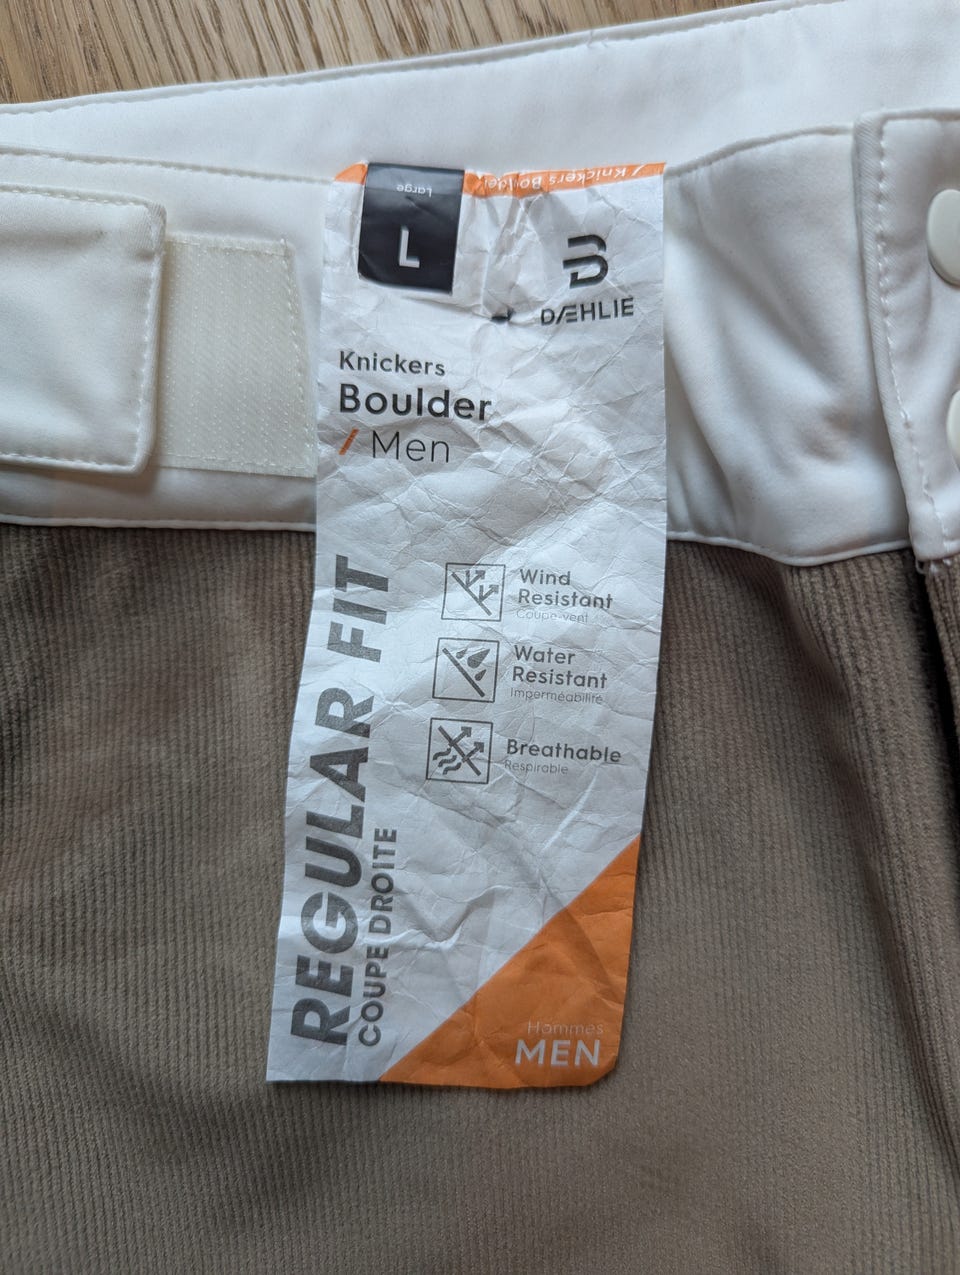 / Knickers Boulder
Large
L
DÆHLIE
Knickers
Boulder
/ Men
Wind
Resistant
Coupe-vent
Water
Resistant
Imperméabilité
Breathable
Respirable
REGULAR FIT
COUPE DROITE
Hommes
MEN